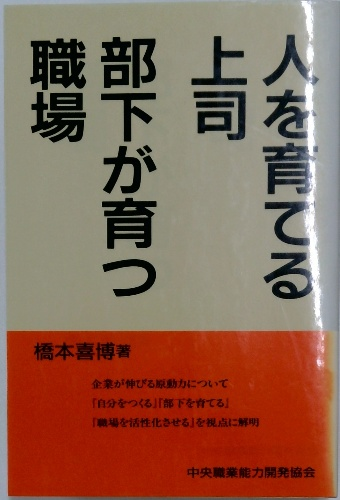 人を育てる
上司
部下が育つ
職場
橋本喜博著
企業が伸びる原動力について
「自分をつくる」「部下を育てる」
「職場を活性化させる」を視点に解明
中央職業能力開発協会